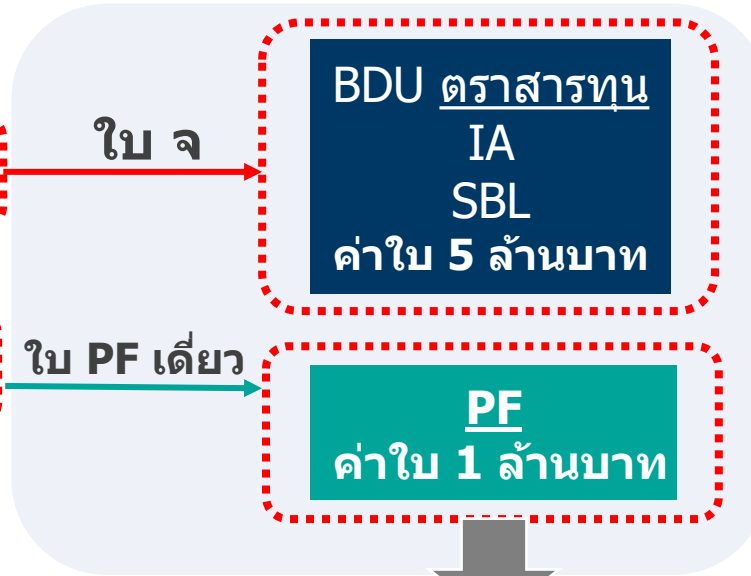 ใบ จ
BDU ตราสารทุน
IA
SBL
ค่าใบ 5 ล้านบาท
ใบ PF เดี่ยว
PF
ค่าใบ 1 ล้านบาท